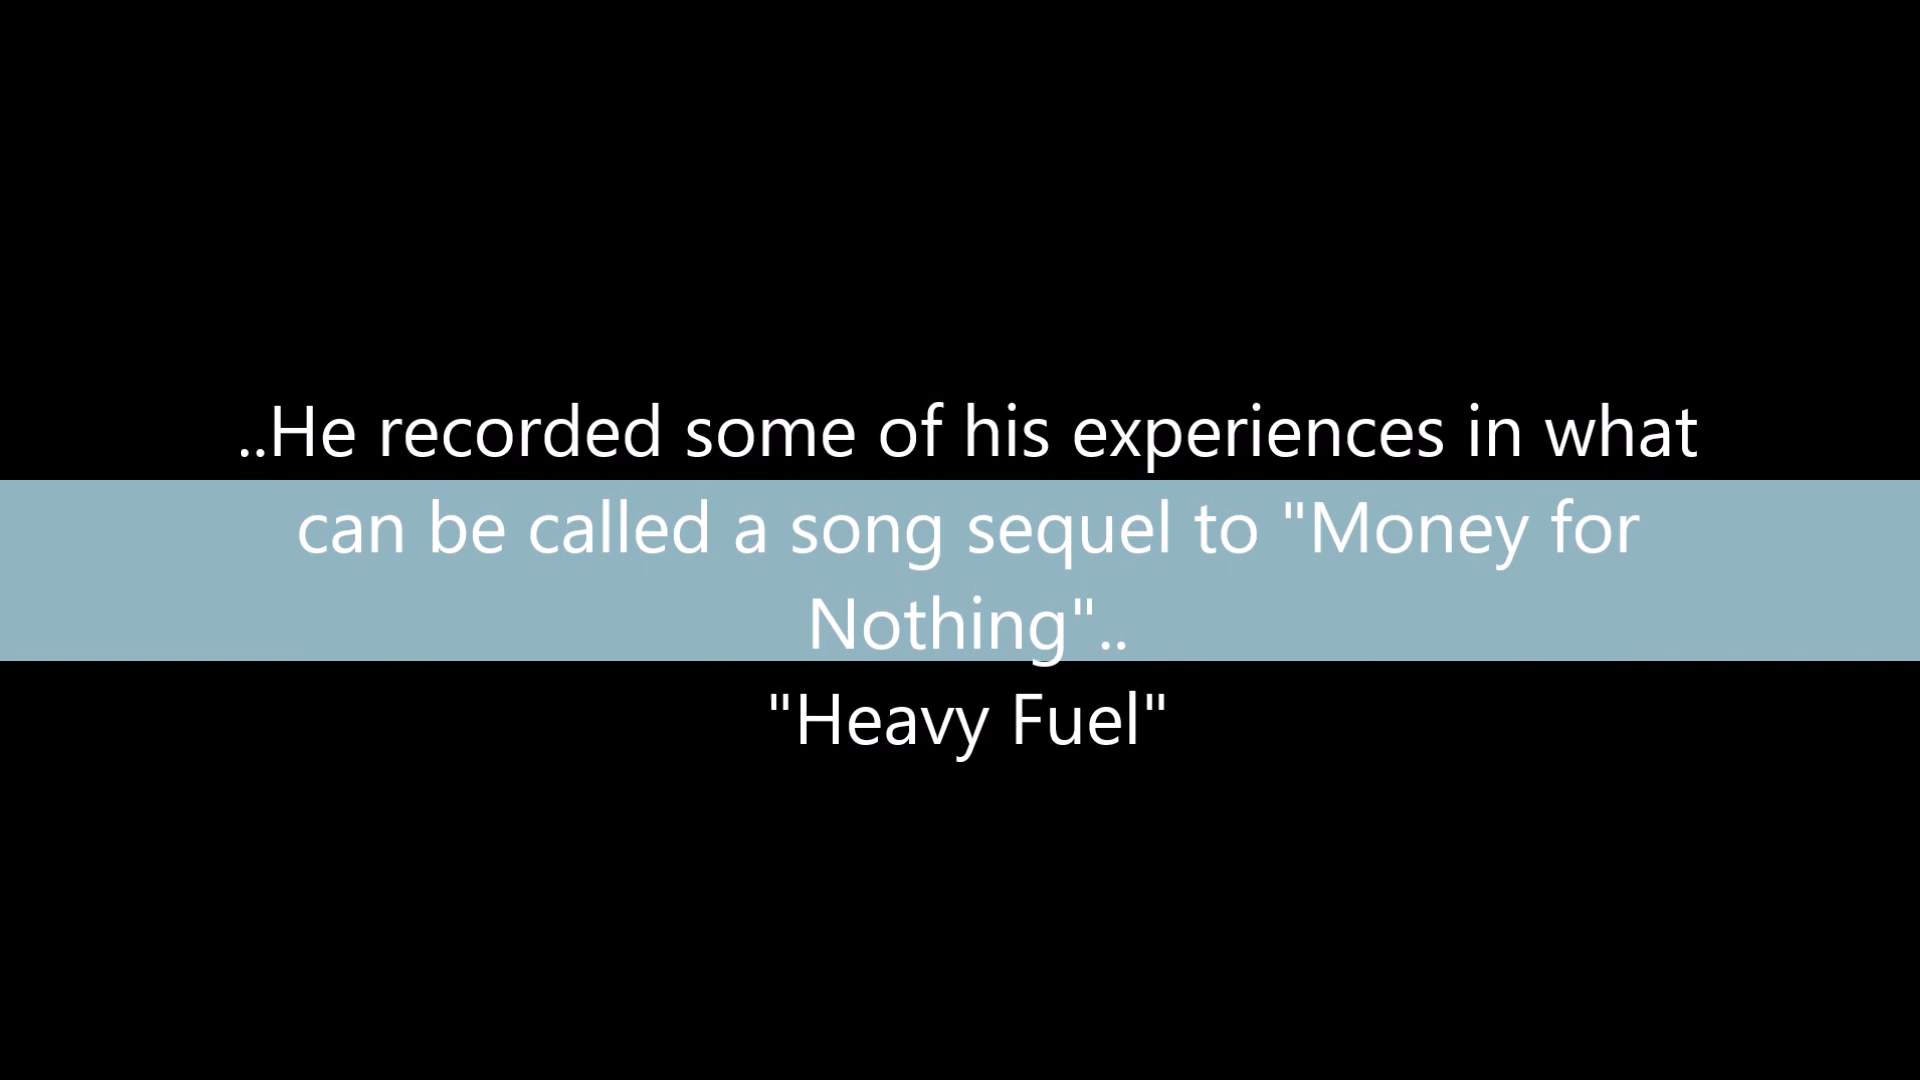 ..He recorded some of his experiences in what
can be called a song sequel to "Money for
Nothing"..
"Heavy Fuel"